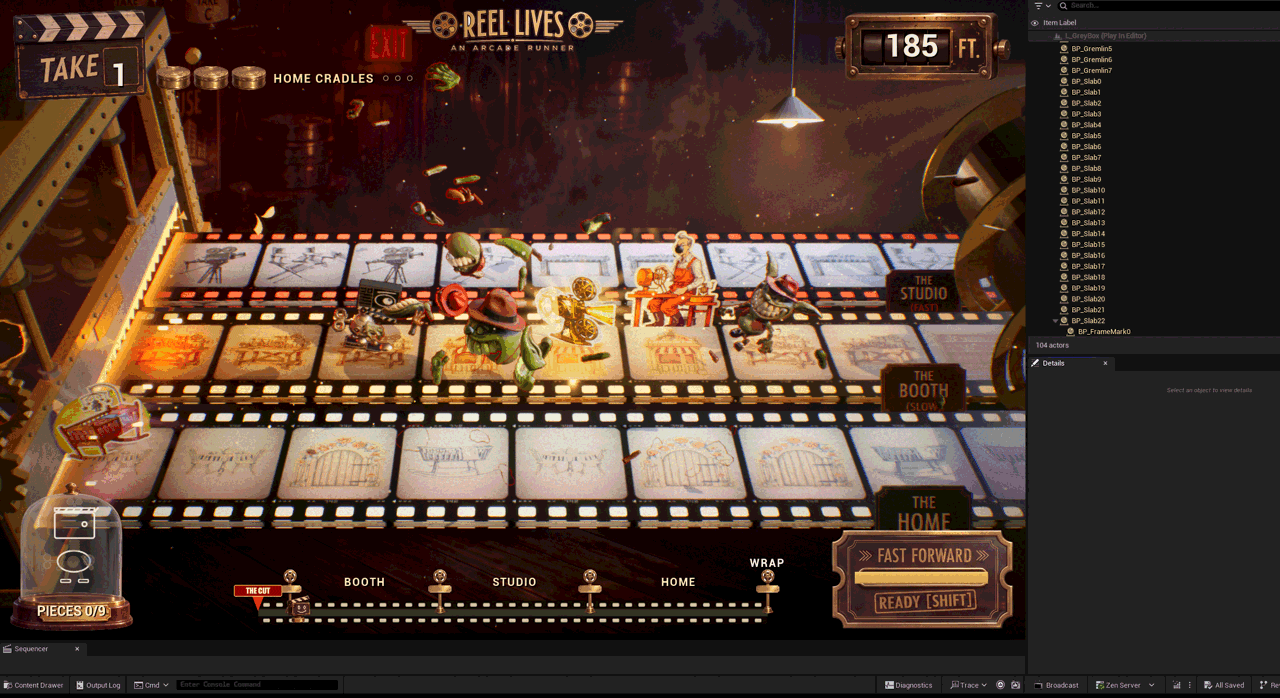 TAKE 1
EXIT
REEL LIVES
AN ARCADE RUNNER
HOME CRADLES
185 FT.
THE
STUDIO
(FAST)
THE
BOOTH
(SLOW)
THE
HOME
PIECES 0/9
THE CUT
BOOTH
STUDIO
HOME
WRAP
FAST FORWARD
READY [SHIFT]
Search...
Item Label
L_GreyBox (Play In Editor)
BP_Gremlin5
BP_Gremlin6
BP_Gremlin7
BP_Slab0
BP_Slab1
BP_Slab2
BP_Slab3
BP_Slab4
BP_Slab5
BP_Slab6
BP_Slab7
BP_Slab8
BP_Slab9
BP_Slab10
BP_Slab11
BP_Slab12
BP_Slab13
BP_Slab14
BP_Slab15
BP_Slab16
BP_Slab17
BP_Slab18
BP_Slab19
BP_Slab20
BP_Slab21
BP_Slab22
BP_FrameMark0
104 actors
Details
Select an object to view details
Sequencer
Content Drawer
Output Log
Cmd
Enter Console Command
Diagnostics
Trace
Broadcast
Zen Server
All Saved